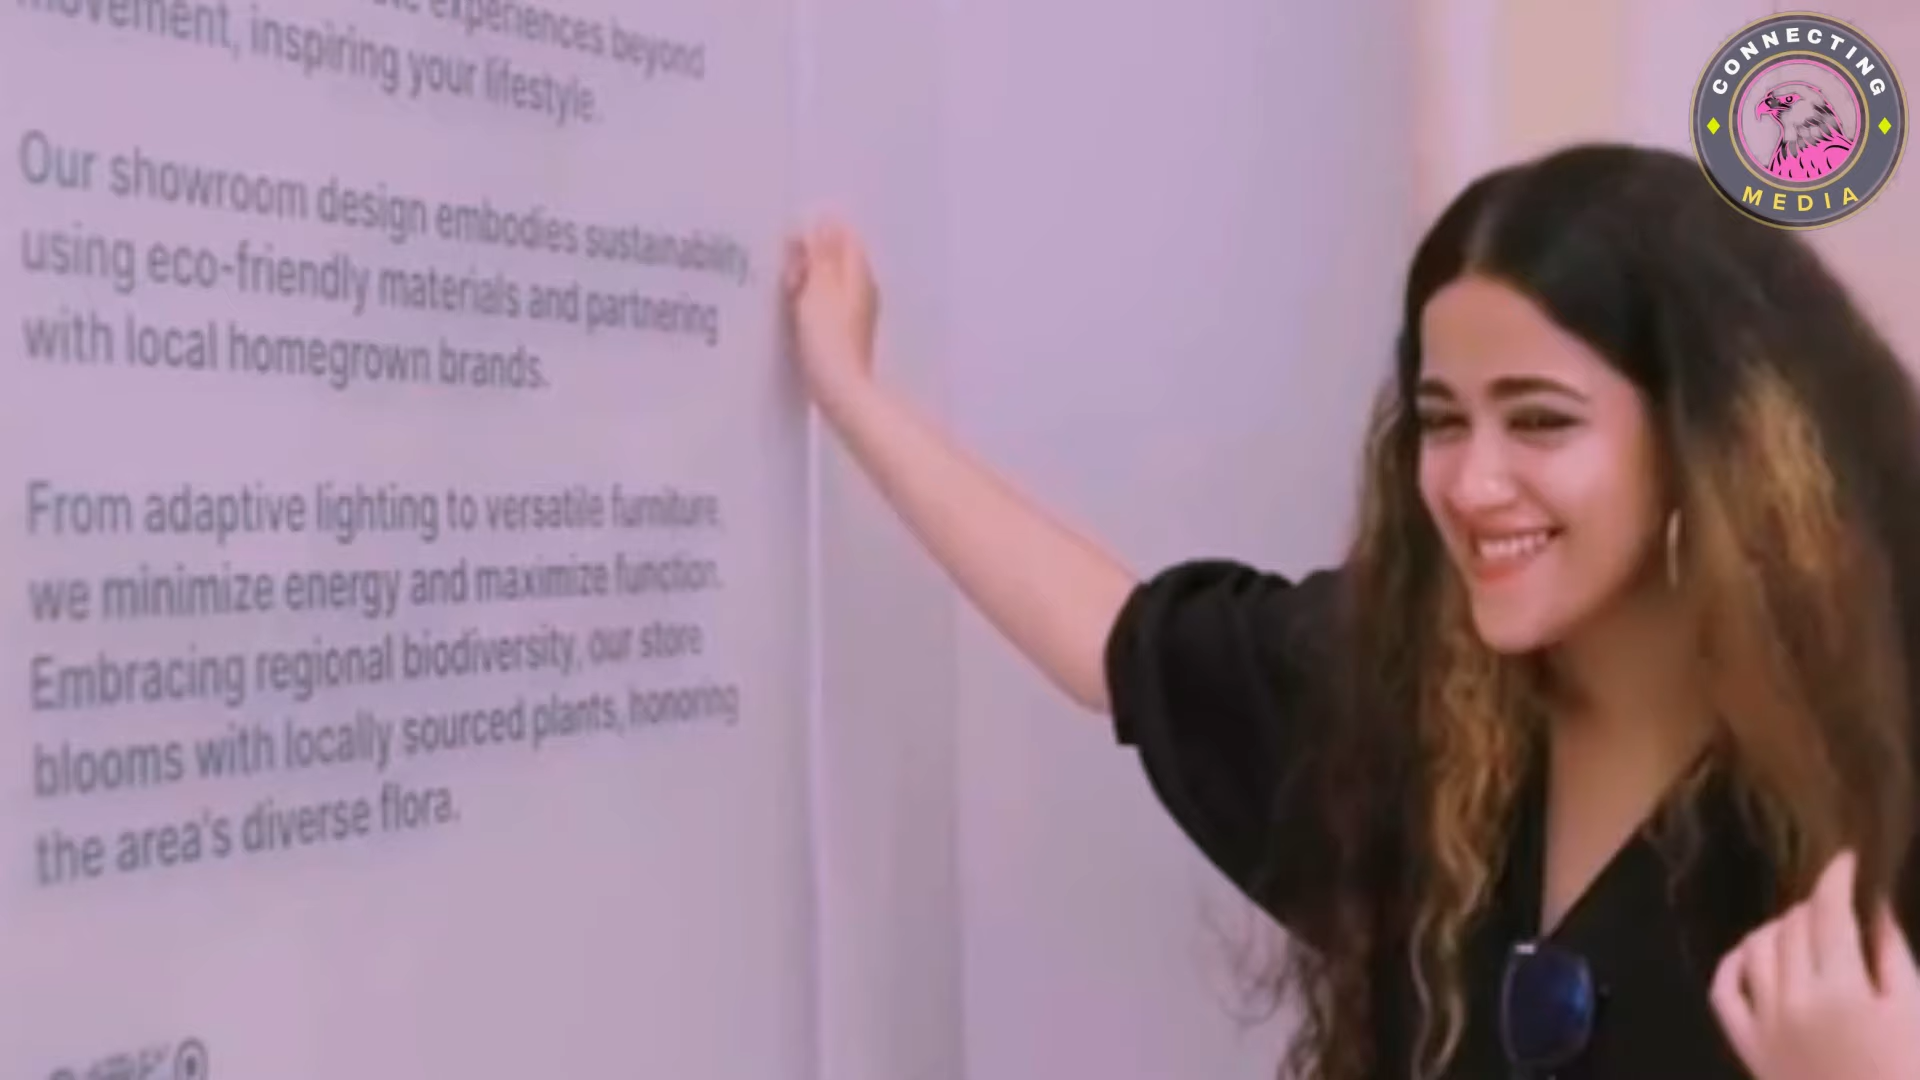 experiences beyond
movement, inspiring your lifestyle.
Our showroom design embodies sustainability,
using eco-friendly materials and partnering
with local homegrown brands.
From adaptive lighting to versatile furniture,
we minimize energy and maximize function.
Embracing regional biodiversity, our store
blooms with locally sourced plants, honoring
the area's diverse flora.
CONNECTING
MEDIA